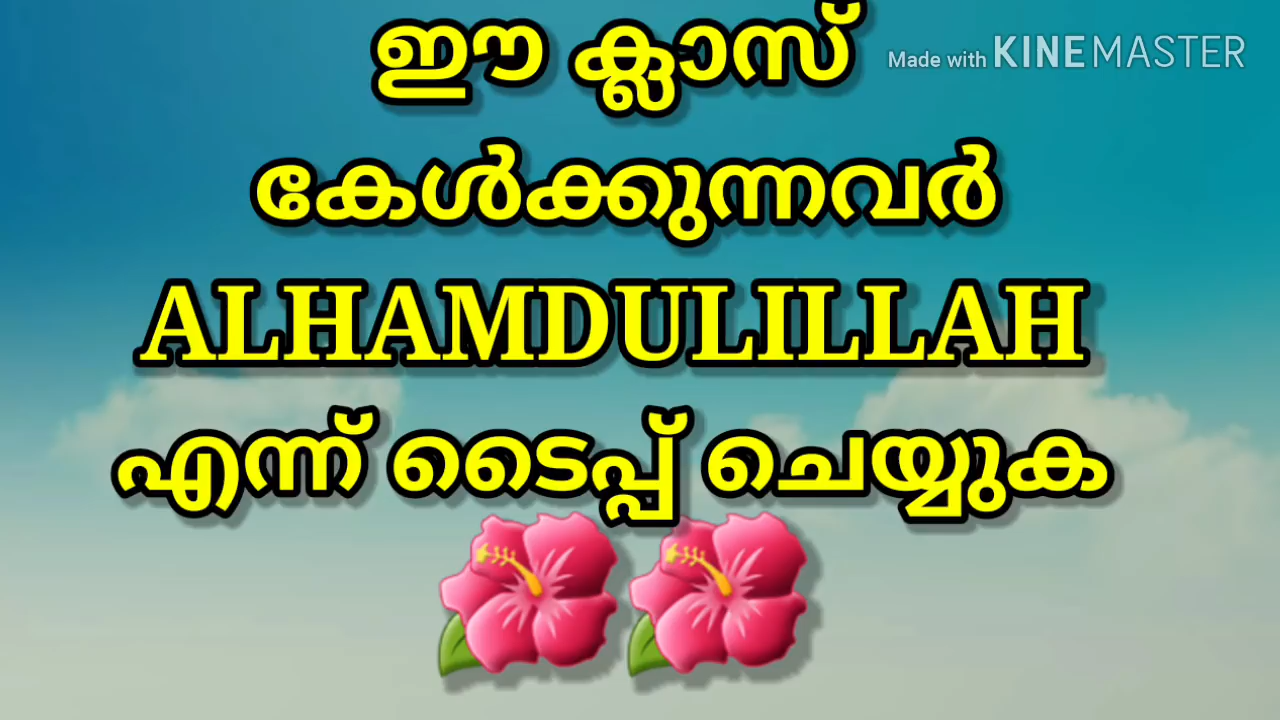 ഈ ക്ലാസ്
Made with KINEMASTER
കേൾക്കുന്നവർ
ALHAMDULILLAH
എന്ന് ടൈപ്പ് ചെയ്യുക